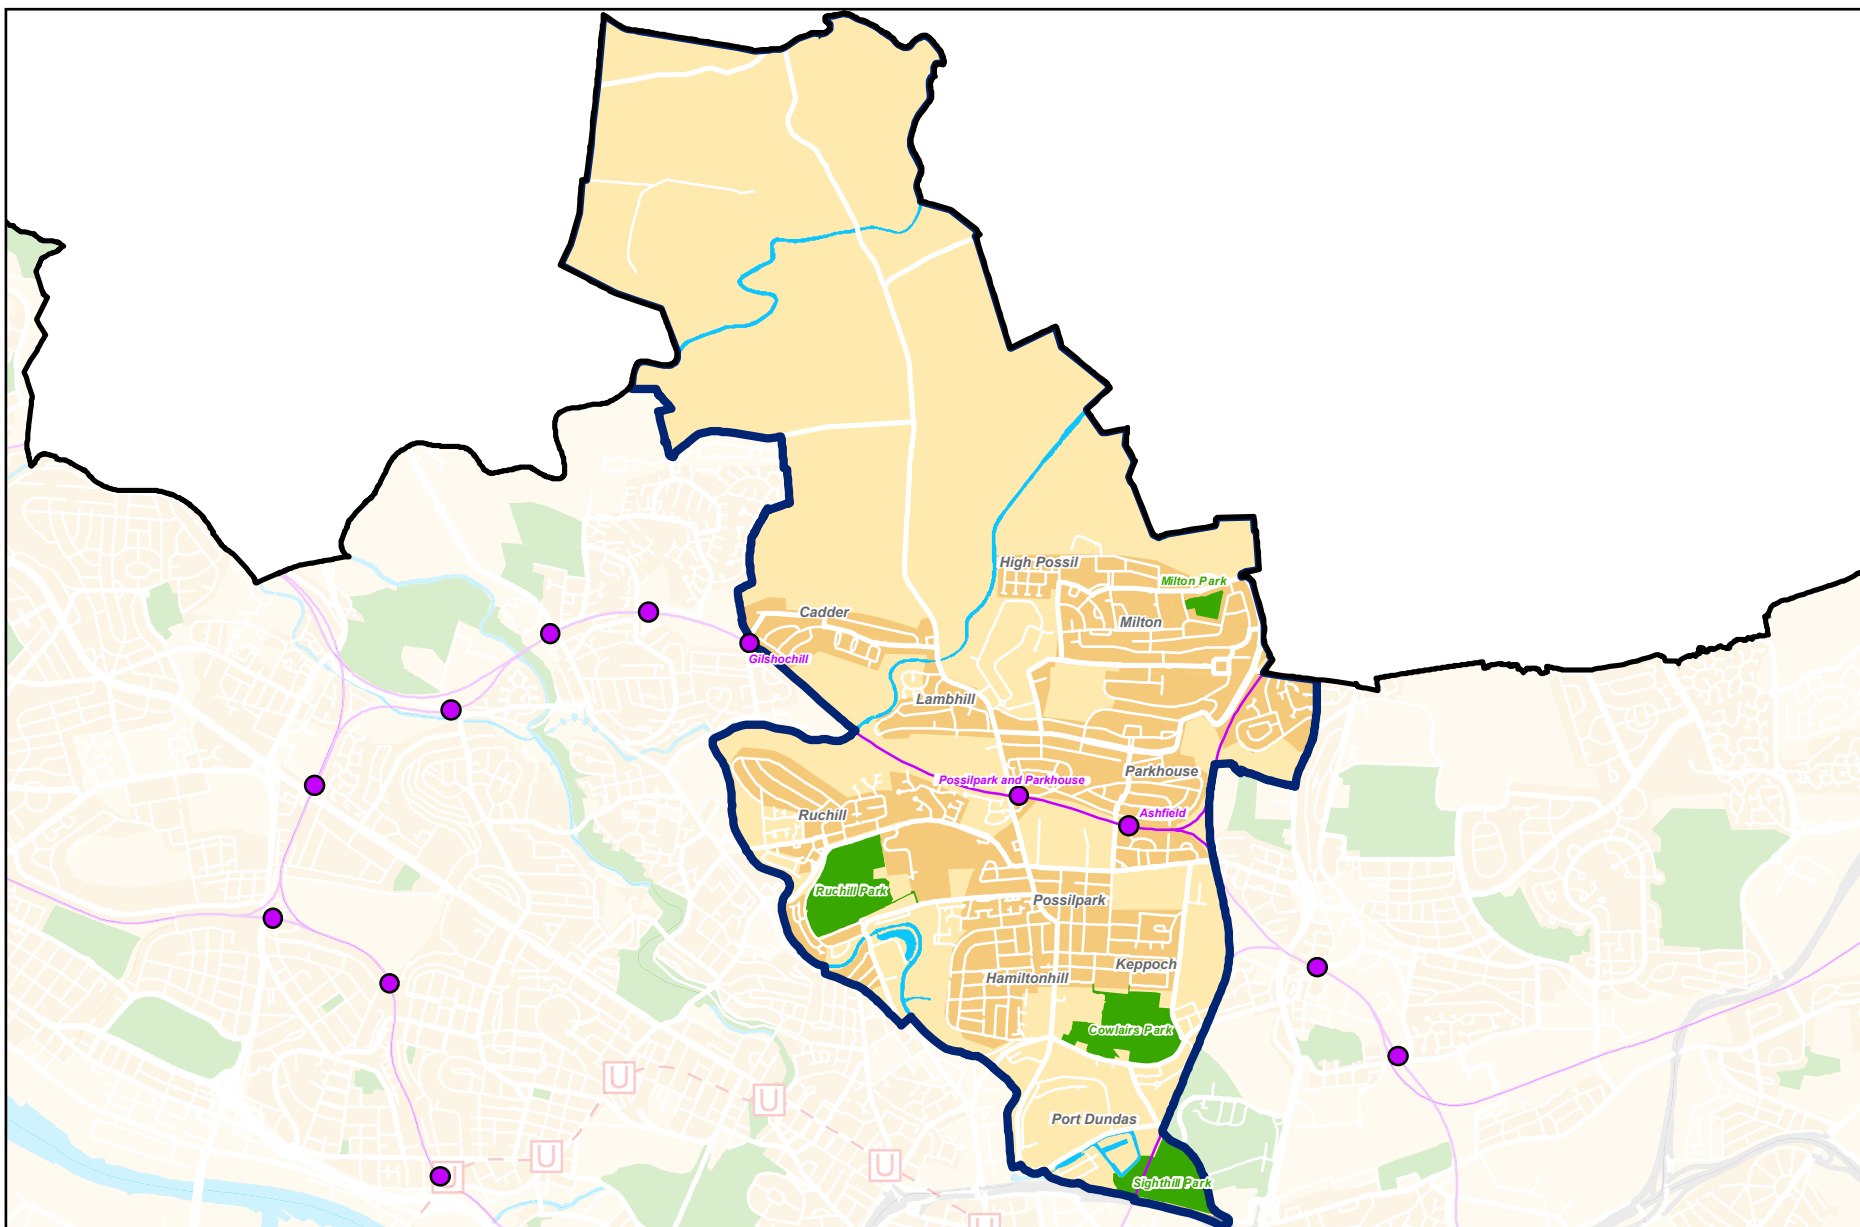 High Possil
Milton Park
Cadder
Milton
Gilshochill
Lambhill
Parkhouse
Possilpark and Parkhouse
Ruchill
Ashfield
Ruchill Park
Possilpark
Keppoch
Hamiltonhill
Cowlairs Park
U
U
Port Dundas
U
U
U
Sighthill Park
U